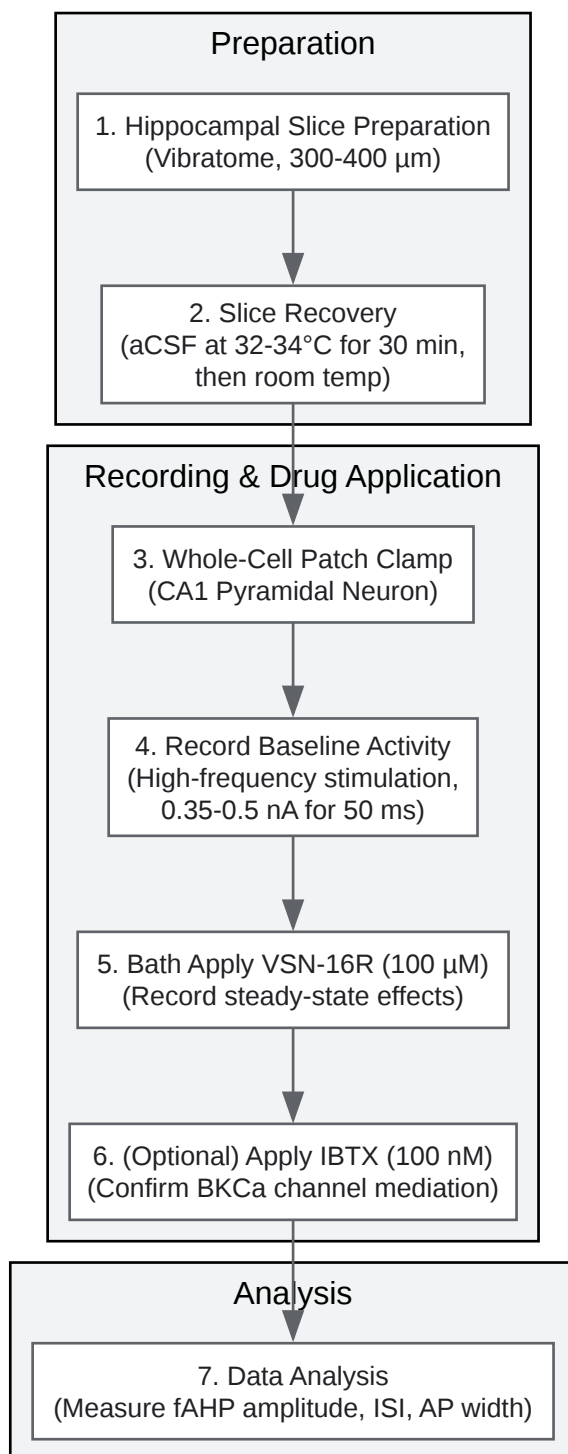 Preparation
1. Hippocampal Slice Preparation
(Vibratome, 300-400 µm)
2. Slice Recovery
(aCSF at 32-34°C for 30 min,
then room temp)
Recording & Drug Application
3. Whole-Cell Patch Clamp
(CA1 Pyramidal Neuron)
4. Record Baseline Activity
(High-frequency stimulation,
0.35-0.5 nA for 50 ms)
5. Bath Apply VSN-16R (100 µM)
(Record steady-state effects)
6. (Optional) Apply IBTX (100 nM)
(Confirm BKCa channel mediation)
Analysis
7. Data Analysis
(Measure fAHP amplitude, ISI, AP width)